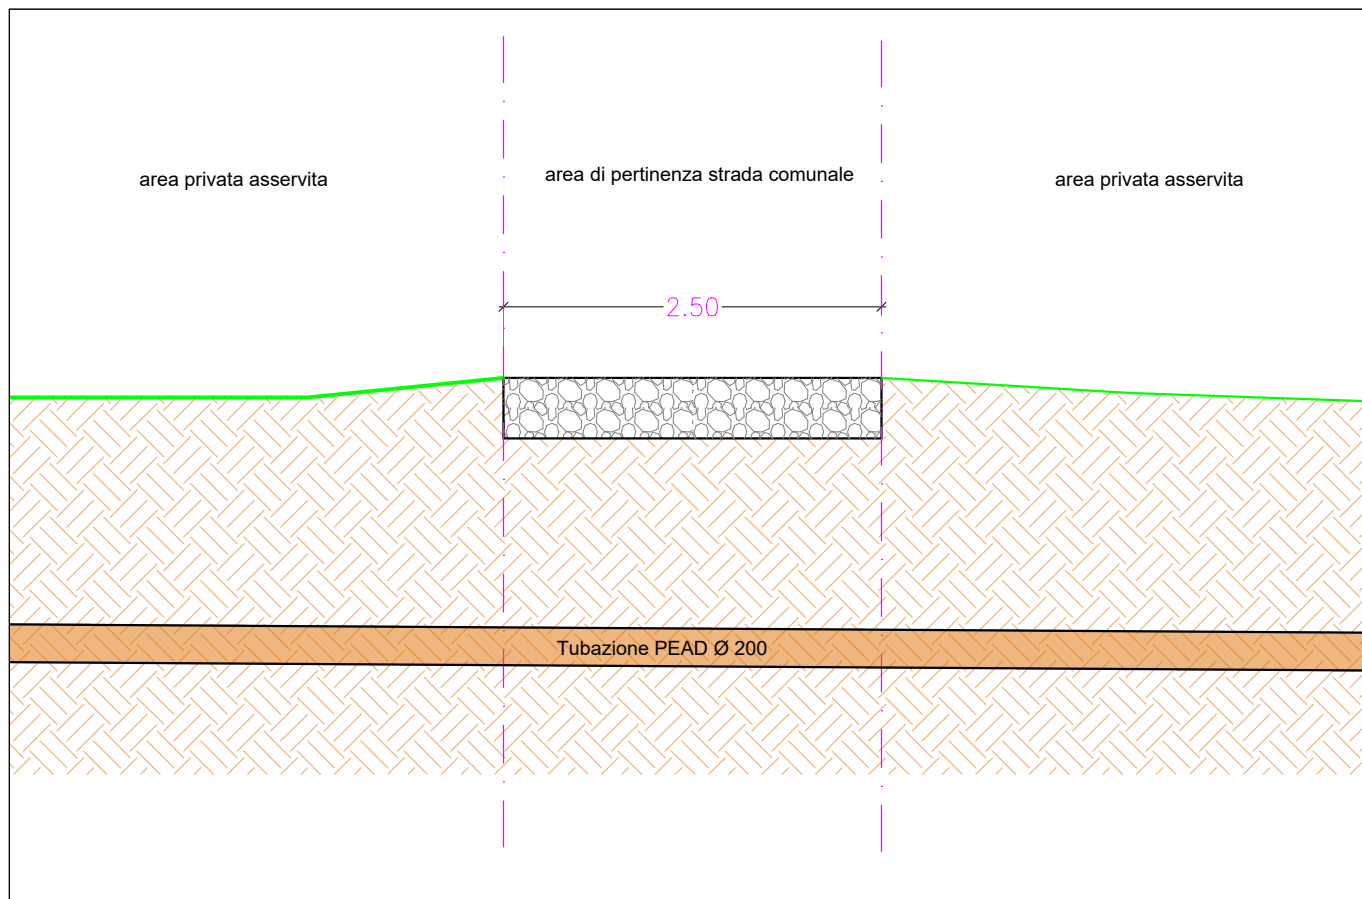 area privata asservita
area di pertinenza strada comunale
area privata asservita
2.50
Tubazione PEAD Ø 200